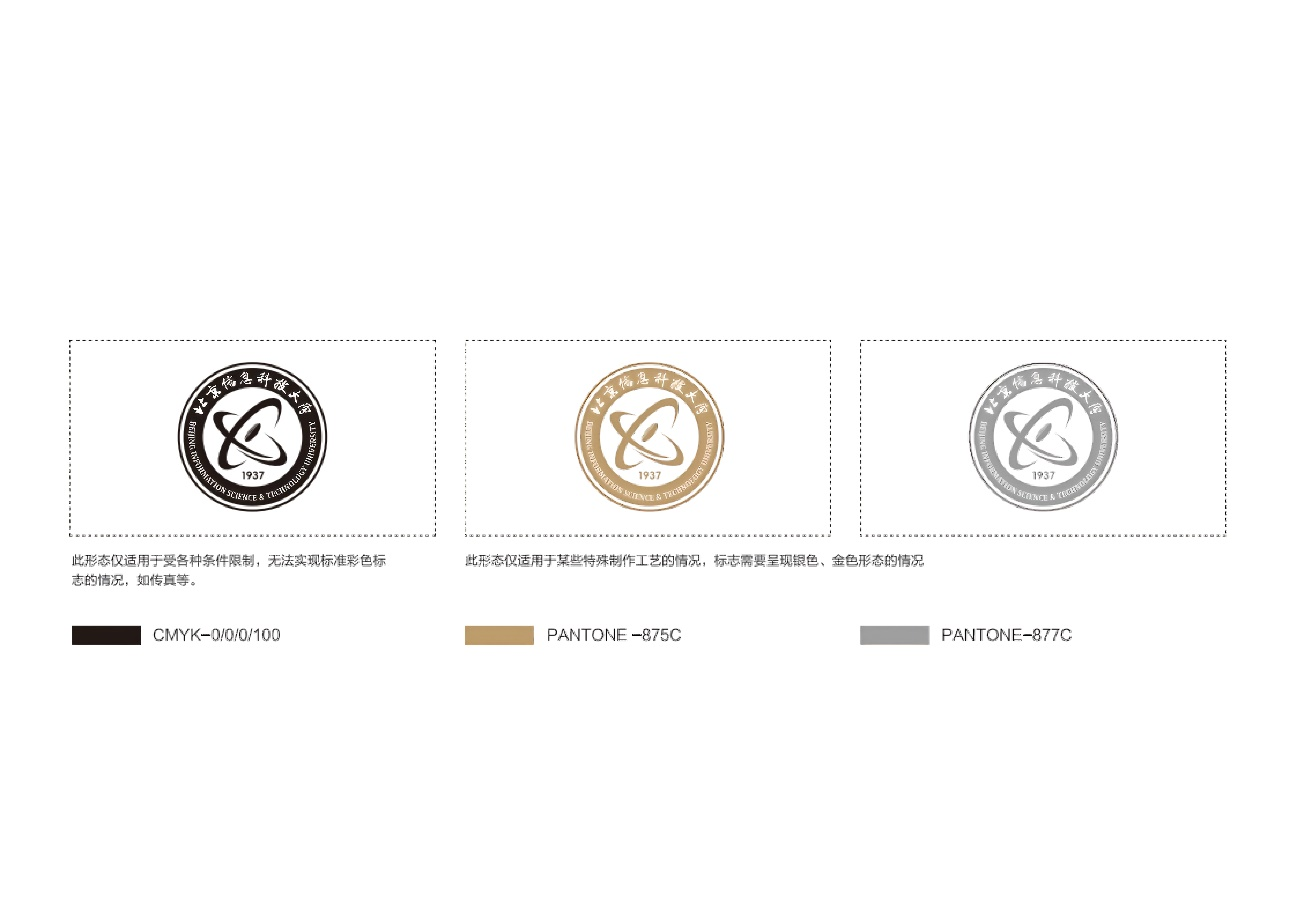 北京信息科技大学
BEIJING INFORMATION SCIENCE & TECHNOLOGY UNIVERSITY
1937
北京信息科技大学
BEIJING INFORMATION SCIENCE & TECHNOLOGY UNIVERSITY
1937
北京信息科技大学
BEIJING INFORMATION SCIENCE & TECHNOLOGY UNIVERSITY
1937
此形态仅适用于受各种条件限制，无法实现标准彩色标
志的情况，如传真等。
此形态仅适用于某些特殊制作工艺的情况，标志需要呈现银色、金色形态的情况
CMYK-0/0/0/100
PANTONE -875C
PANTONE-877C